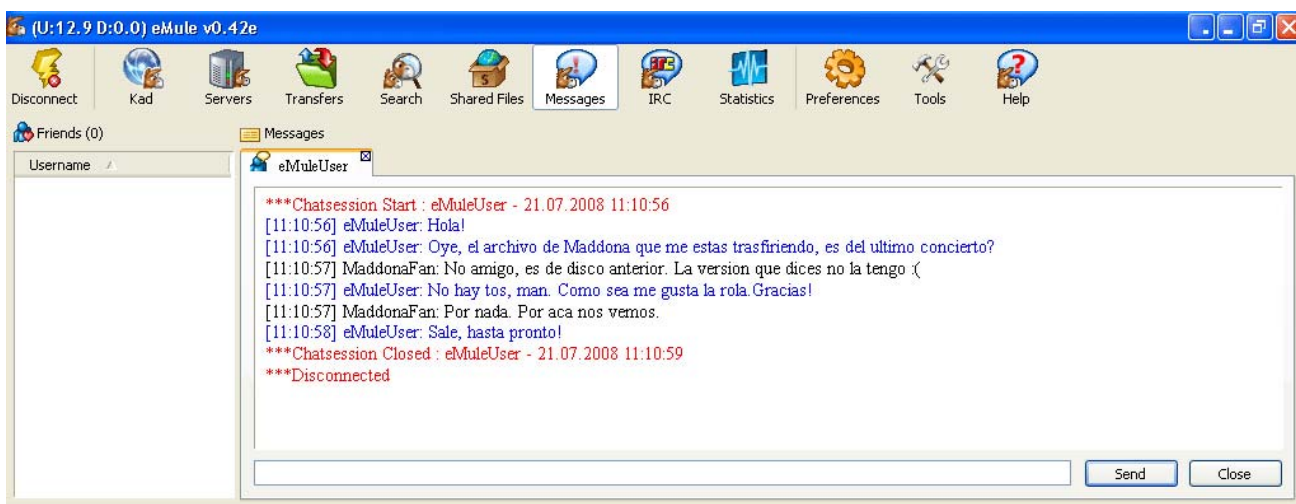 (U:12.9 D:0.0) eMule v0.42e
Disconnect Kad Servers Transfers Search Shared Files Messages IRC Statistics Preferences Tools Help
Friends (0)
Messages
Username
eMuleUser
***Chatsession Start : eMuleUser - 21.07.2008 11:10:56
[11:10:56] eMuleUser: Hola!
[11:10:56] eMuleUser: Oye, el archivo de Maddona que me estas trasfiriendo, es del ultimo concierto?
[11:10:57] MaddonaFan: No amigo, es de disco anterior. La version que dices no la tengo :(
[11:10:57] eMuleUser: No hay tos, man. Como sea me gusta la rola.Gracias!
[11:10:57] MaddonaFan: Por nada. Por aca nos vemos.
[11:10:58] eMuleUser: Sale, hasta pronto!
***Chatsession Closed : eMuleUser - 21.07.2008 11:10:59
***Disconnected
Send Close